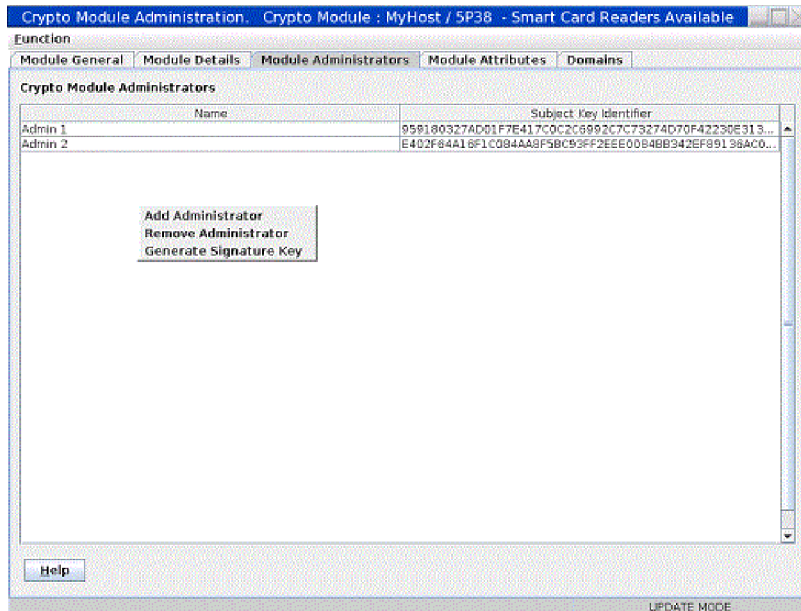 Crypto Module Administration. Crypto Module : MyHost / 5P38 - Smart Card Readers Available
Function
Module General Module Details Module Administrators Module Attributes Domains
Crypto Module Administrators
Name Subject Key Identifier
Admin 1 959180327AD01F7E417C0C2C6992C7C73274D70F42230E313...
Admin 2 E402F64A16F1C084AA8F5BC93FF2EEE00B4BB342EF89136AC0...
Add Administrator
Remove Administrator
Generate Signature Key
Help
UPDATE MODE